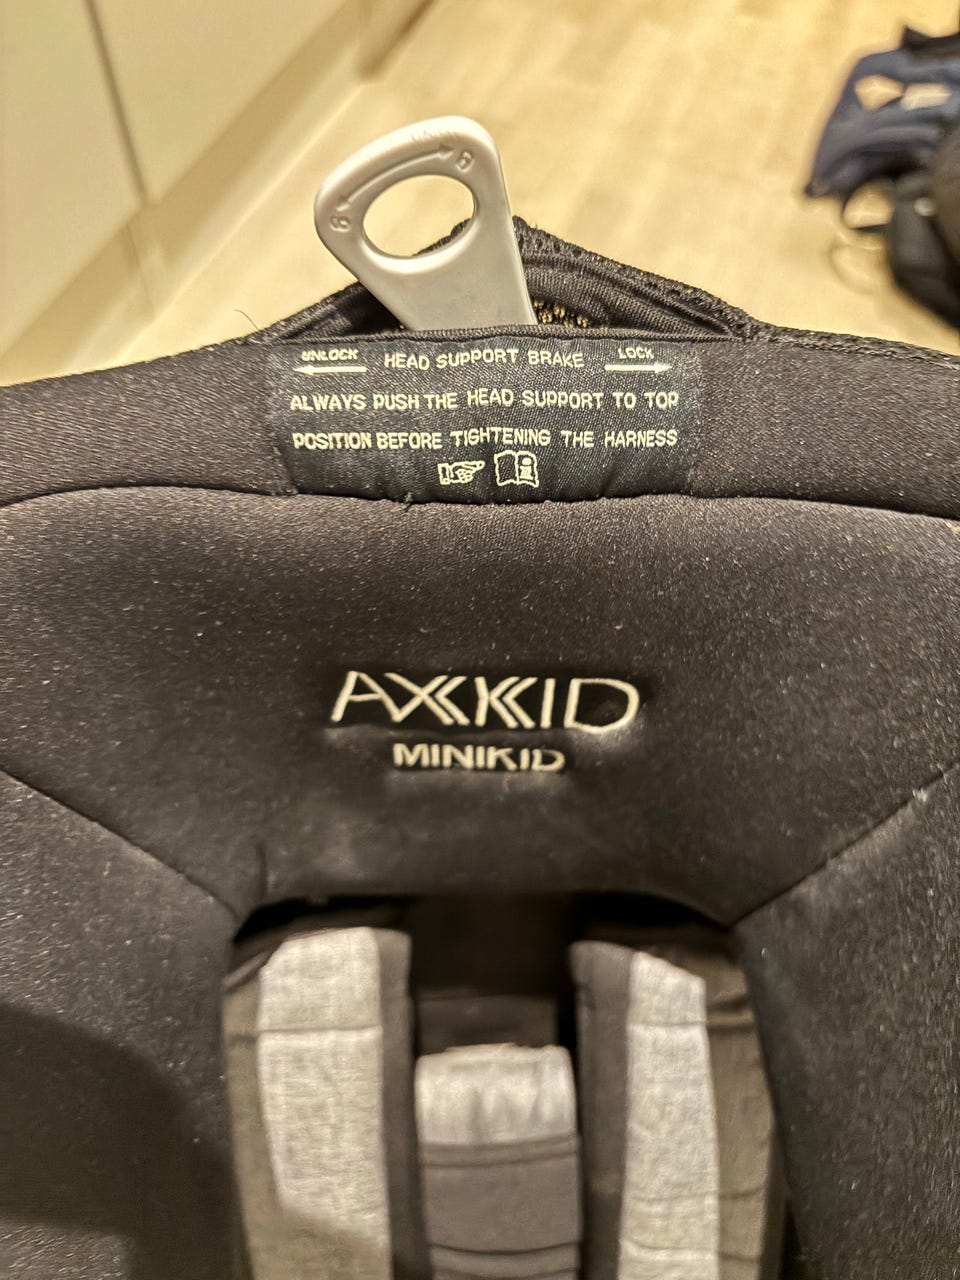 UNLOCK HEAD SUPPORT BRAKE LOCK
ALWAYS PUSH THE HEAD SUPPORT TO TOP
POSITION BEFORE TIGHTENING THE HARNESS
AXKID
MINIKID